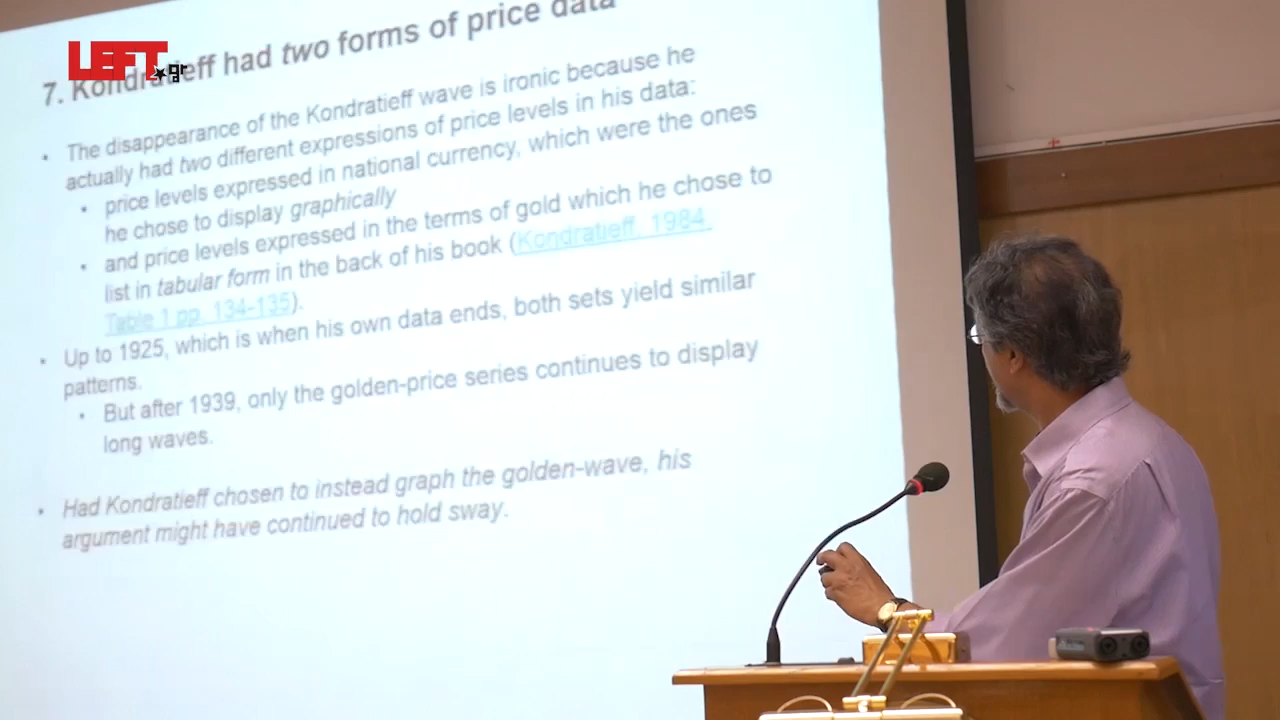 LEFT.gr
7. Kondratieff had two forms of price data
• The disappearance of the Kondratieff wave is ironic because he
actually had two different expressions of price levels in his data:
• price levels expressed in national currency, which were the ones
he chose to display graphically
• and price levels expressed in the terms of gold which he chose to
list in tabular form in the back of his book (Kondratieff, 1984,
Table 1 pp. 134-135).
• Up to 1925, which is when his own data ends, both sets yield similar
patterns.
• But after 1939, only the golden-price series continues to display
long waves.
• Had Kondratieff chosen to instead graph the golden-wave, his
argument might have continued to hold sway.